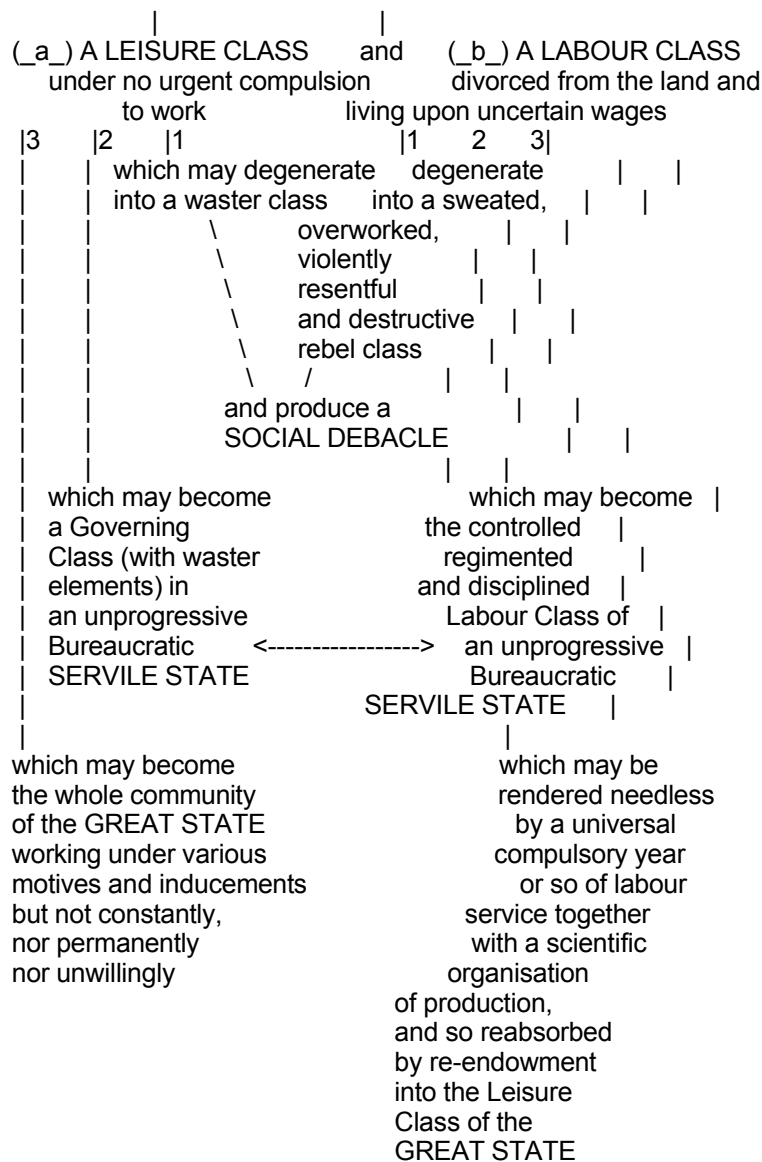 | |
(_a_) A LEISURE CLASS and (_b_) A LABOUR CLASS
under no urgent compulsion divorced from the land and
to work living upon uncertain wages
|3 |2 |1 |1 2 3|
| | which may degenerate degenerate | |
| | into a waster class into a sweated, | |
| | \ overworked, | |
| | \ violently | |
| | \ resentful | |
| | \ and destructive | |
| | \ rebel class | |
| | \ / | |
| | and produce a | |
| | SOCIAL DEBACLE | |
| | | |
| which may become which may become |
| a Governing the controlled |
| Class (with waster regimented |
| elements) in and disciplined |
| an unprogressive Labour Class of |
| Bureaucratic <-----------------> an unprogressive |
| SERVILE STATE Bureaucratic |
| SERVILE STATE |
| |
which may become which may be
the whole community rendered needless
of the GREAT STATE by a universal
working under various compulsory year
motives and inducements or so of labour
but not constantly, service together
nor permanently with a scientific
nor unwillingly organisation
of production,
and so reabsorbed
by re-endowment
into the Leisure
Class of the
GREAT STATE